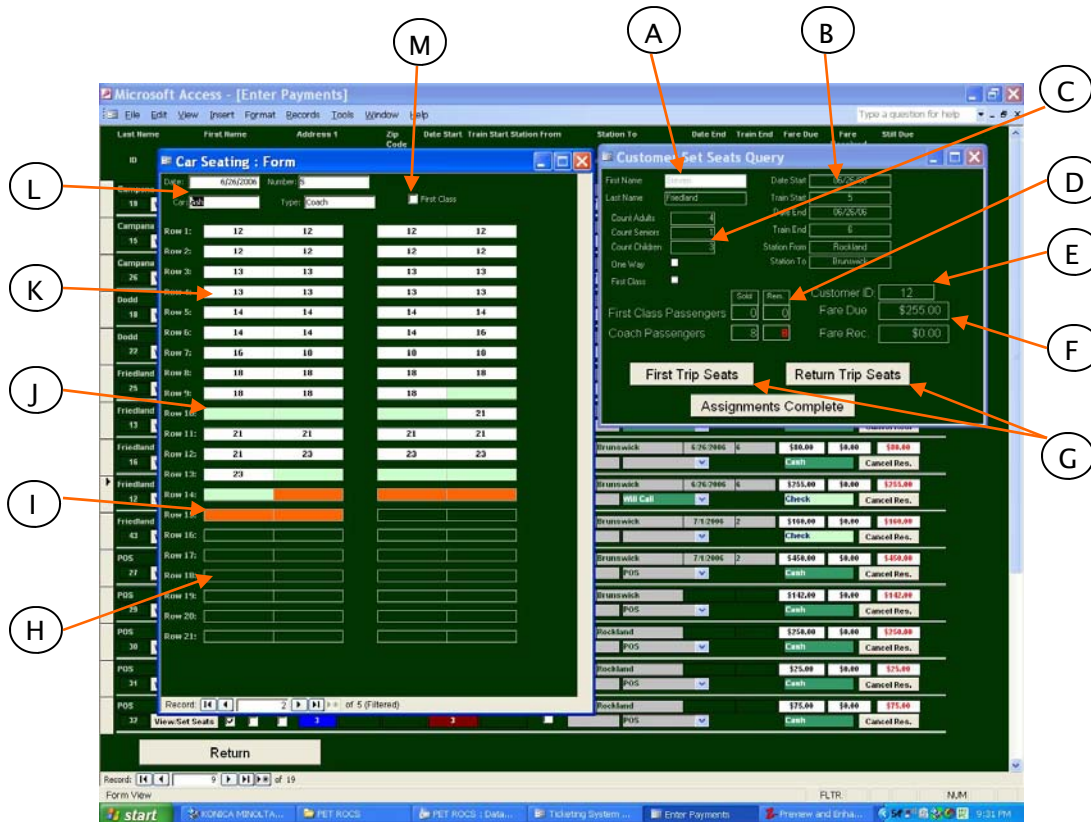 M
A
B
C
D
E
F
G
L
K
J
I
H
Microsoft Access - [Enter Payments]
File Edit View Insert Format Records Tools Window Help Type a question for help
Last Name First Name Address 1 Zip Code Date Start Train Start Station From Station To Date End Train End Fare Due Fare Still Due
ID
Car Seating : Form
Date: 6/26/2006 Number: 5
Car: Ash Type: Coach First Class
Row 1: 12 12 12 12
Row 2: 12 12 12 12
Row 3: 13 13 13 13
13 13 13 13
Row 5: 14 14 14 14
Row 6: 14 14 14 16
Row 7: 16 18 18 18
Row 8: 18 18 18 18
Row 9: 18 18 18
Row 10: 21
Row 11: 21 21 21 21
Row 12: 21 23 23 23
Row 13: 23
Row 14:
Row 15:
Row 16:
Row 17:
Row 18:
Row 19:
Row 20:
Row 21:
Record: 2 of 5 (Filtered)
Customer Set Seats Query
First Name Date Start 06/26/06
Last Name Friedland Train Start 5
Count Adults 4 Date End 06/26/06
Count Seniors 1 Train End 6
Count Children 3 Station From Rockland
One Way Station To Brunswick
First Class
Sold Rem. Customer ID: 12
First Class Passengers 0 0 Fare Due $255.00
Coach Passengers 8 8 Fare Rec. $0.00
First Trip Seats Return Trip Seats
Assignments Complete
Campana
18
Campana
15
Campana
26
Dodd
18
Dodd
22
Friedland
25
Friedland
13
Friedland
16
Brunswick 6/26/2006 6 $80.00 $0.00 $80.00
Cash Cancel Res.
Friedland
12
Brunswick 6/26/2006 6 $255.00 $0.00 $255.00
Will Call Check Cancel Res.
Friedland
43
Brunswick 7/1/2006 2 $160.00 $0.00 $160.00
Check Cancel Res.
POS
27
Brunswick 7/1/2006 2 $450.00 $0.00 $450.00
POS Cash Cancel Res.
POS
29
Brunswick $142.00 $0.00 $142.00
POS Cash Cancel Res.
POS
30
Rockland $250.00 $0.00 $250.00
Cash Cancel Res.
POS
31
Rockland $25.00 $0.00 $25.00
POS Cash Cancel Res.
POS
Rockland $75.00 $0.00 $75.00
32 View/Set Seats 3 3 POS Cash Cancel Res.
Return
Record: 9 of 19
Form View FLTR NUM
start KONICA MINOLTA... PET ROCS PET ROCS : Data... Ticketing System ... Enter Payments Preview and Enha... 9:31 PM